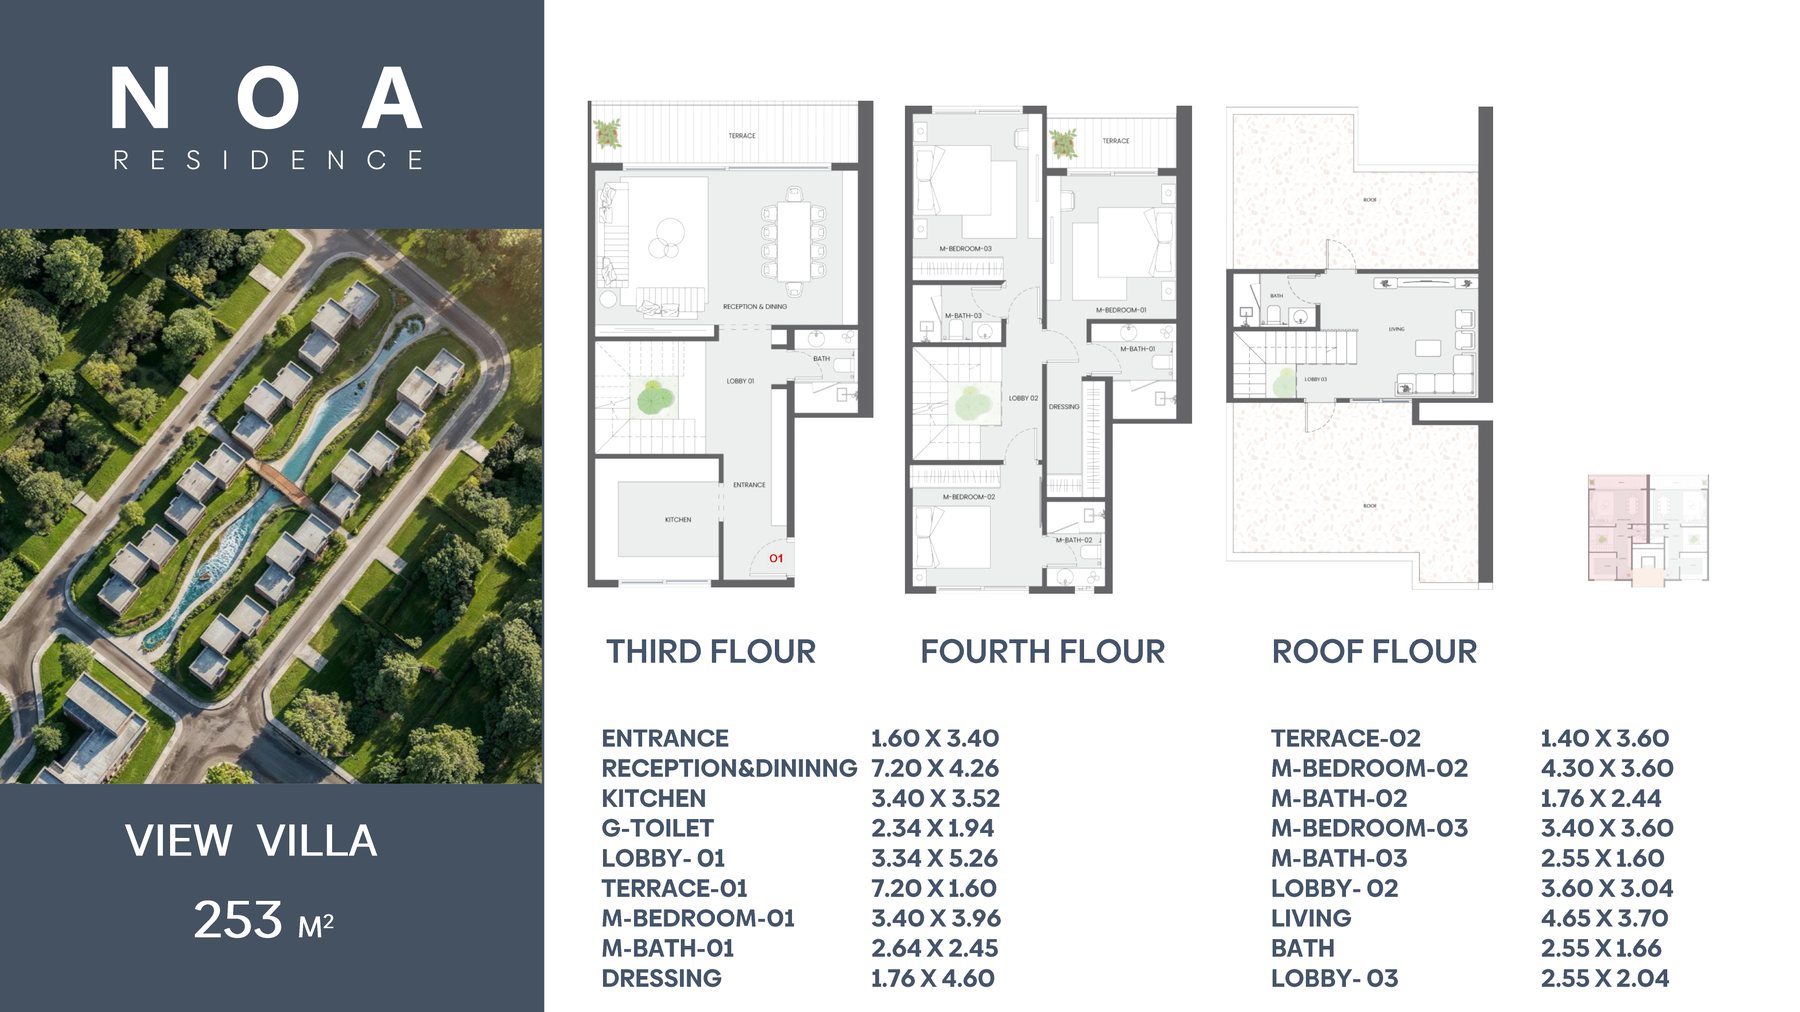 NOA
RESIDENCE
VIEW VILLA
253 M²
TERRACE
RECEPTION & DINING
BATH
LOBBY 01
ENTRANCE
KITCHEN
01
THIRD FLOUR
TERRACE
M-BEDROOM-03
M-BEDROOM-01
M-BATH-03
M-BATH-01
LOBBY 02
DRESSING
M-BEDROOM-02
M-BATH-02
FOURTH FLOUR
ROOF
BATH
LIVING
LOBBY 03
ROOF
ROOF FLOUR
ENTRANCE 1.60 X 3.40
RECEPTION&DININNG 7.20 X 4.26
KITCHEN 3.40 X 3.52
G-TOILET 2.34 X 1.94
LOBBY- 01 3.34 X 5.26
TERRACE-01 7.20 X 1.60
M-BEDROOM-01 3.40 X 3.96
M-BATH-01 2.64 X 2.45
DRESSING 1.76 X 4.60
TERRACE-02 1.40 X 3.60
M-BEDROOM-02 4.30 X 3.60
M-BATH-02 1.76 X 2.44
M-BEDROOM-03 3.40 X 3.60
M-BATH-03 2.55 X 1.60
LOBBY- 02 3.60 X 3.04
LIVING 4.65 X 3.70
BATH 2.55 X 1.66
LOBBY- 03 2.55 X 2.04